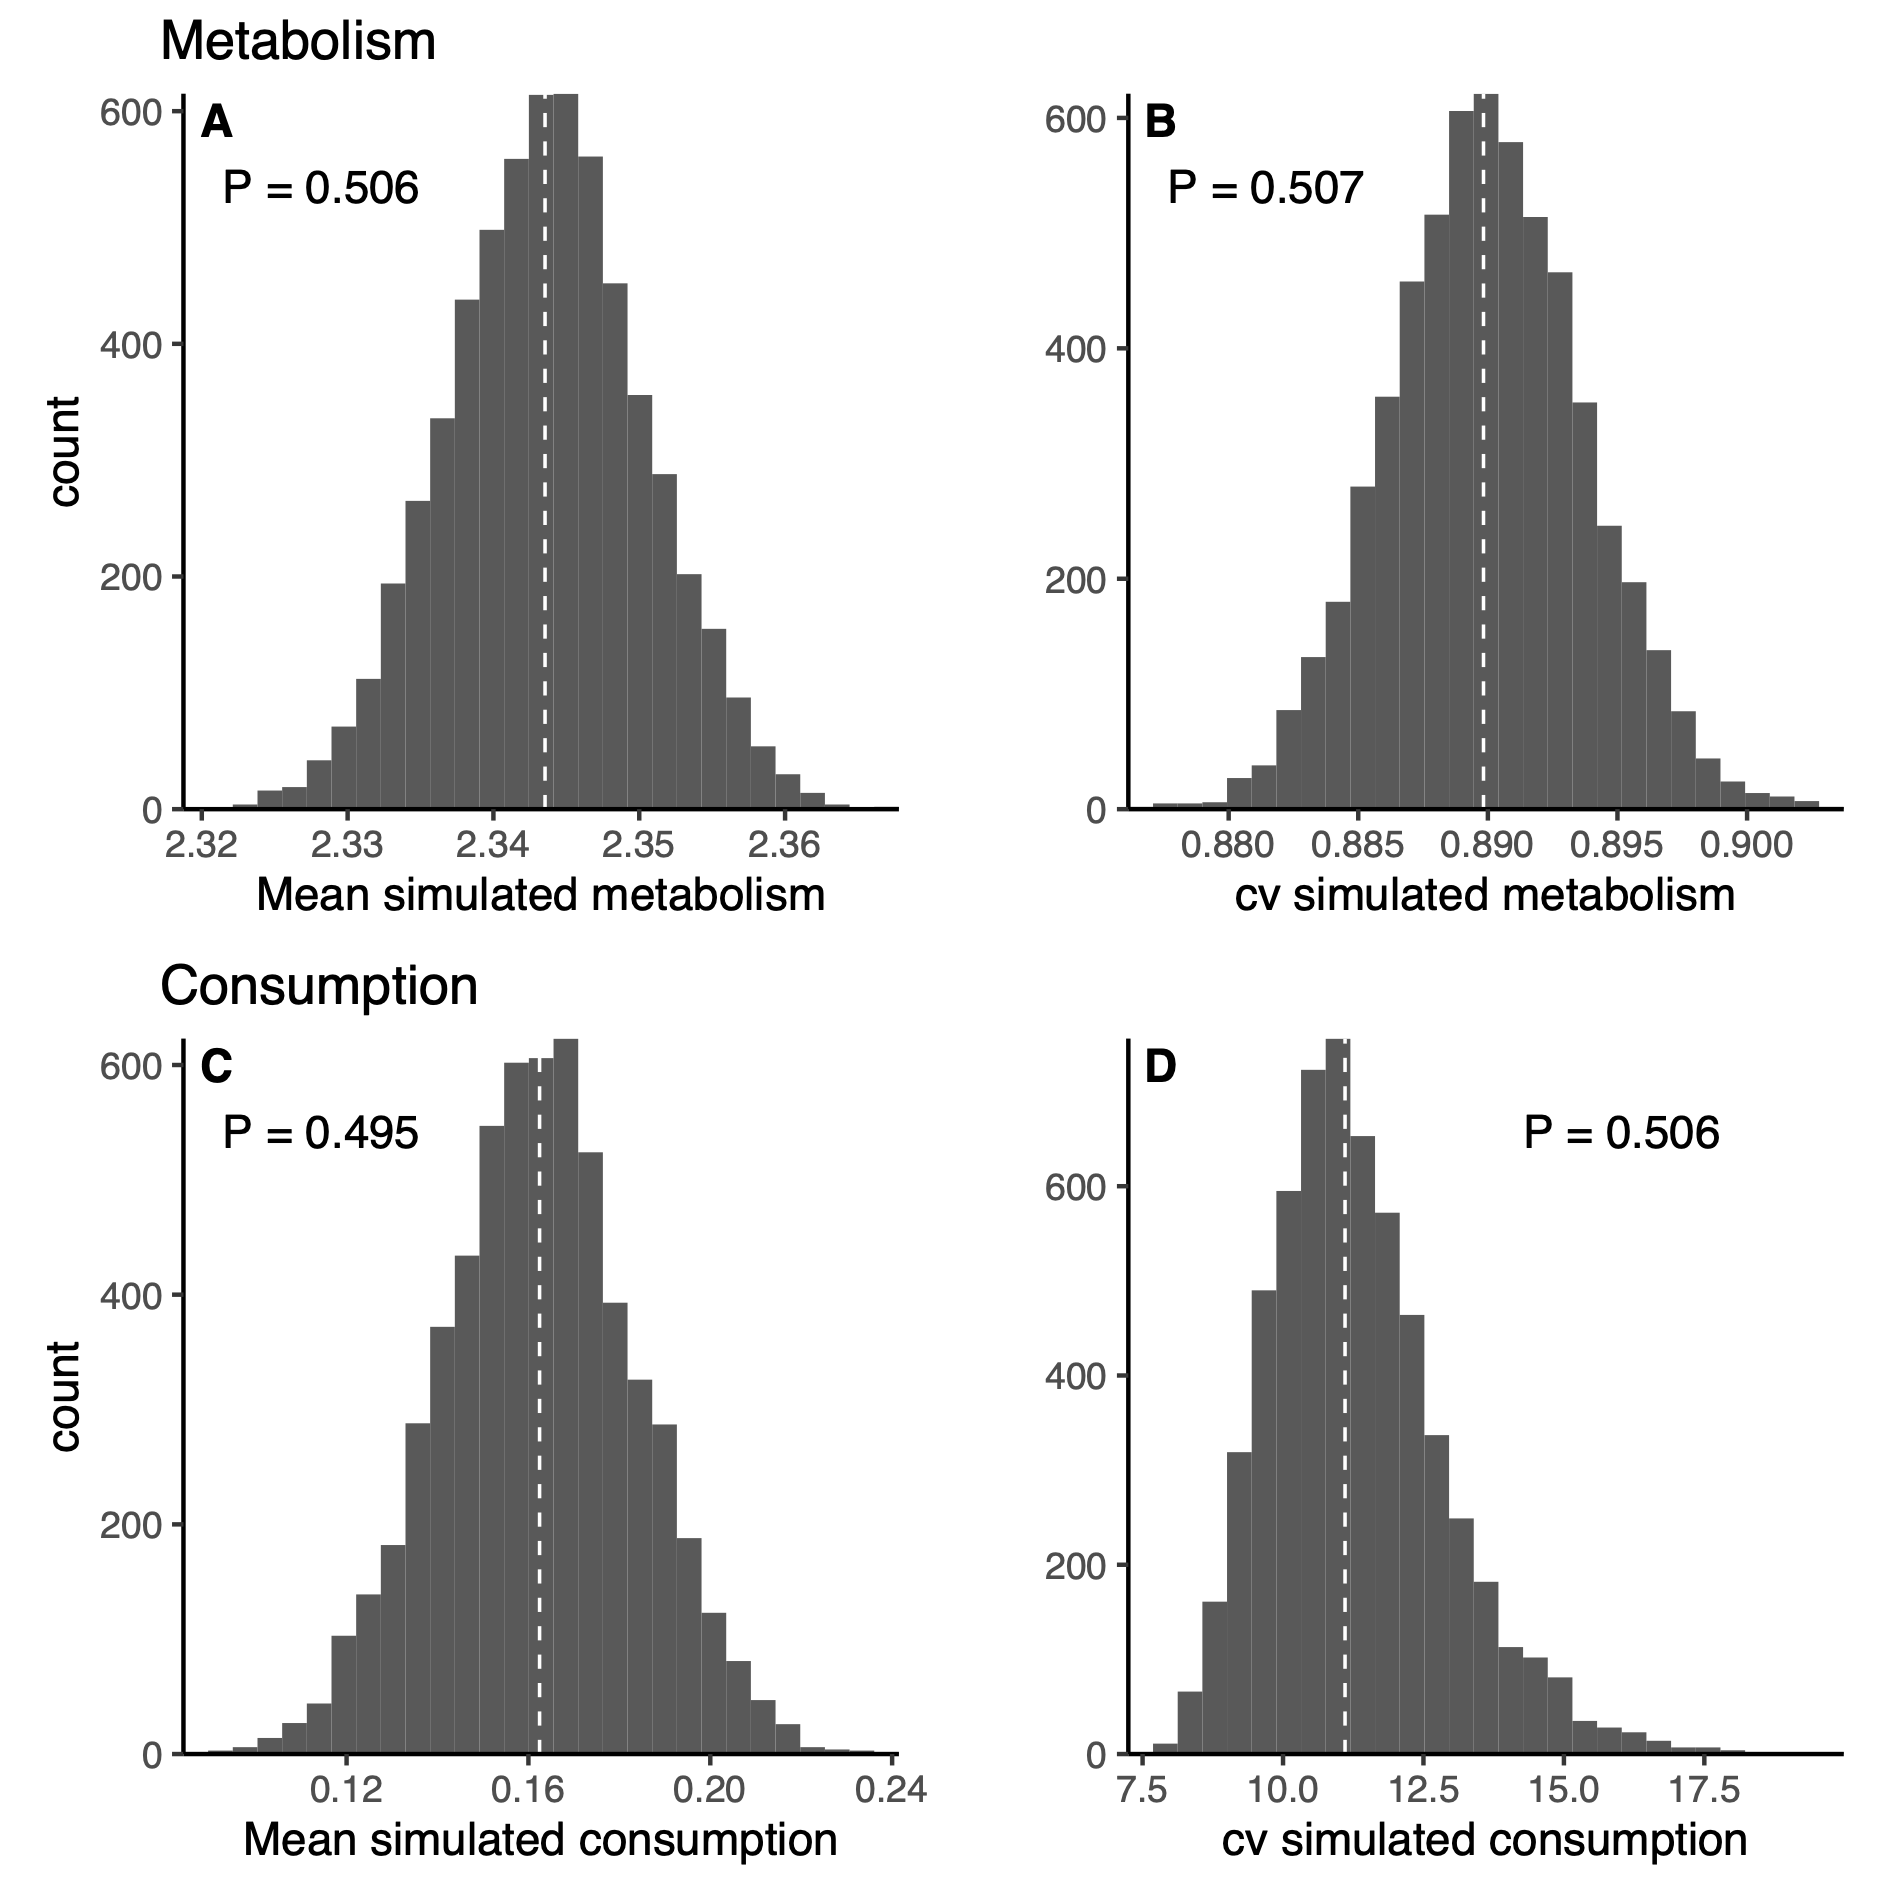 Metabolism
A
P = 0.506
600
400
200
0
count
2.32 2.33 2.34 2.35 2.36
Mean simulated metabolism
B
P = 0.507
600
400
200
0
0.880 0.885 0.890 0.895 0.900
cv simulated metabolism
Consumption
C
P = 0.495
600
400
200
0
count
0.12 0.16 0.20 0.24
Mean simulated consumption
D
P = 0.506
600
400
200
0
7.5 10.0 12.5 15.0 17.5
cv simulated consumption